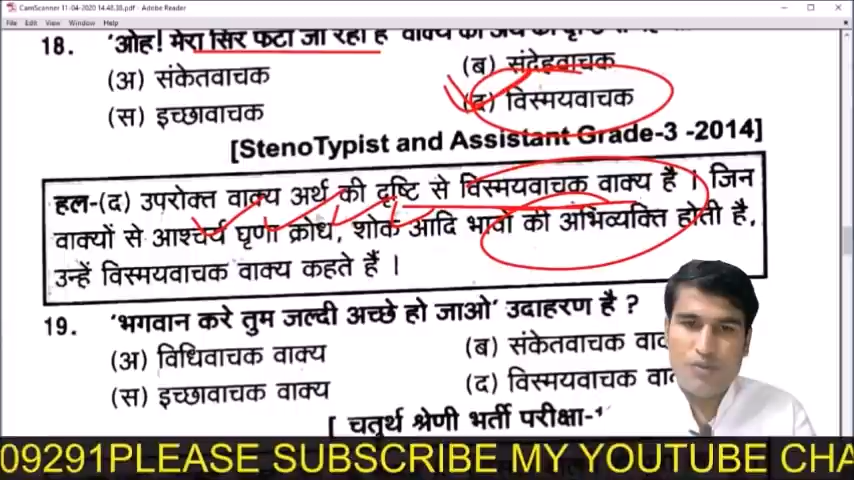 CamScanner 11-04-2020 14.48.38.pdf - Adobe Reader
File Edit View Window Help
18. 'ओह! मेरा सिर फटा जा रहा है' वाक्य
(अ) संकेतवाचक (ब) संदेहवाचक
(स) इच्छावाचक (द) विस्मयवाचक
[StenoTypist and Assistant Grade-3 -2014]
हल-(द) उपरोक्त वाक्य अर्थ की दृष्टि से विस्मयवाचक वाक्य है । जिन
वाक्यों से आश्चर्य घृणा क्रोध, शोक आदि भावों की अभिव्यक्ति होती है,
उन्हें विस्मयवाचक वाक्य कहते हैं ।
19. 'भगवान करे तुम जल्दी अच्छे हो जाओ' उदाहरण है ?
(अ) विधिवाचक वाक्य (ब) संकेतवाचक
(स) इच्छावाचक वाक्य (द) विस्मयवाचक
[ चतुर्थ श्रेणी भर्ती परीक्षा-
09291PLEASE SUBSCRIBE MY YOUTUBE CHA